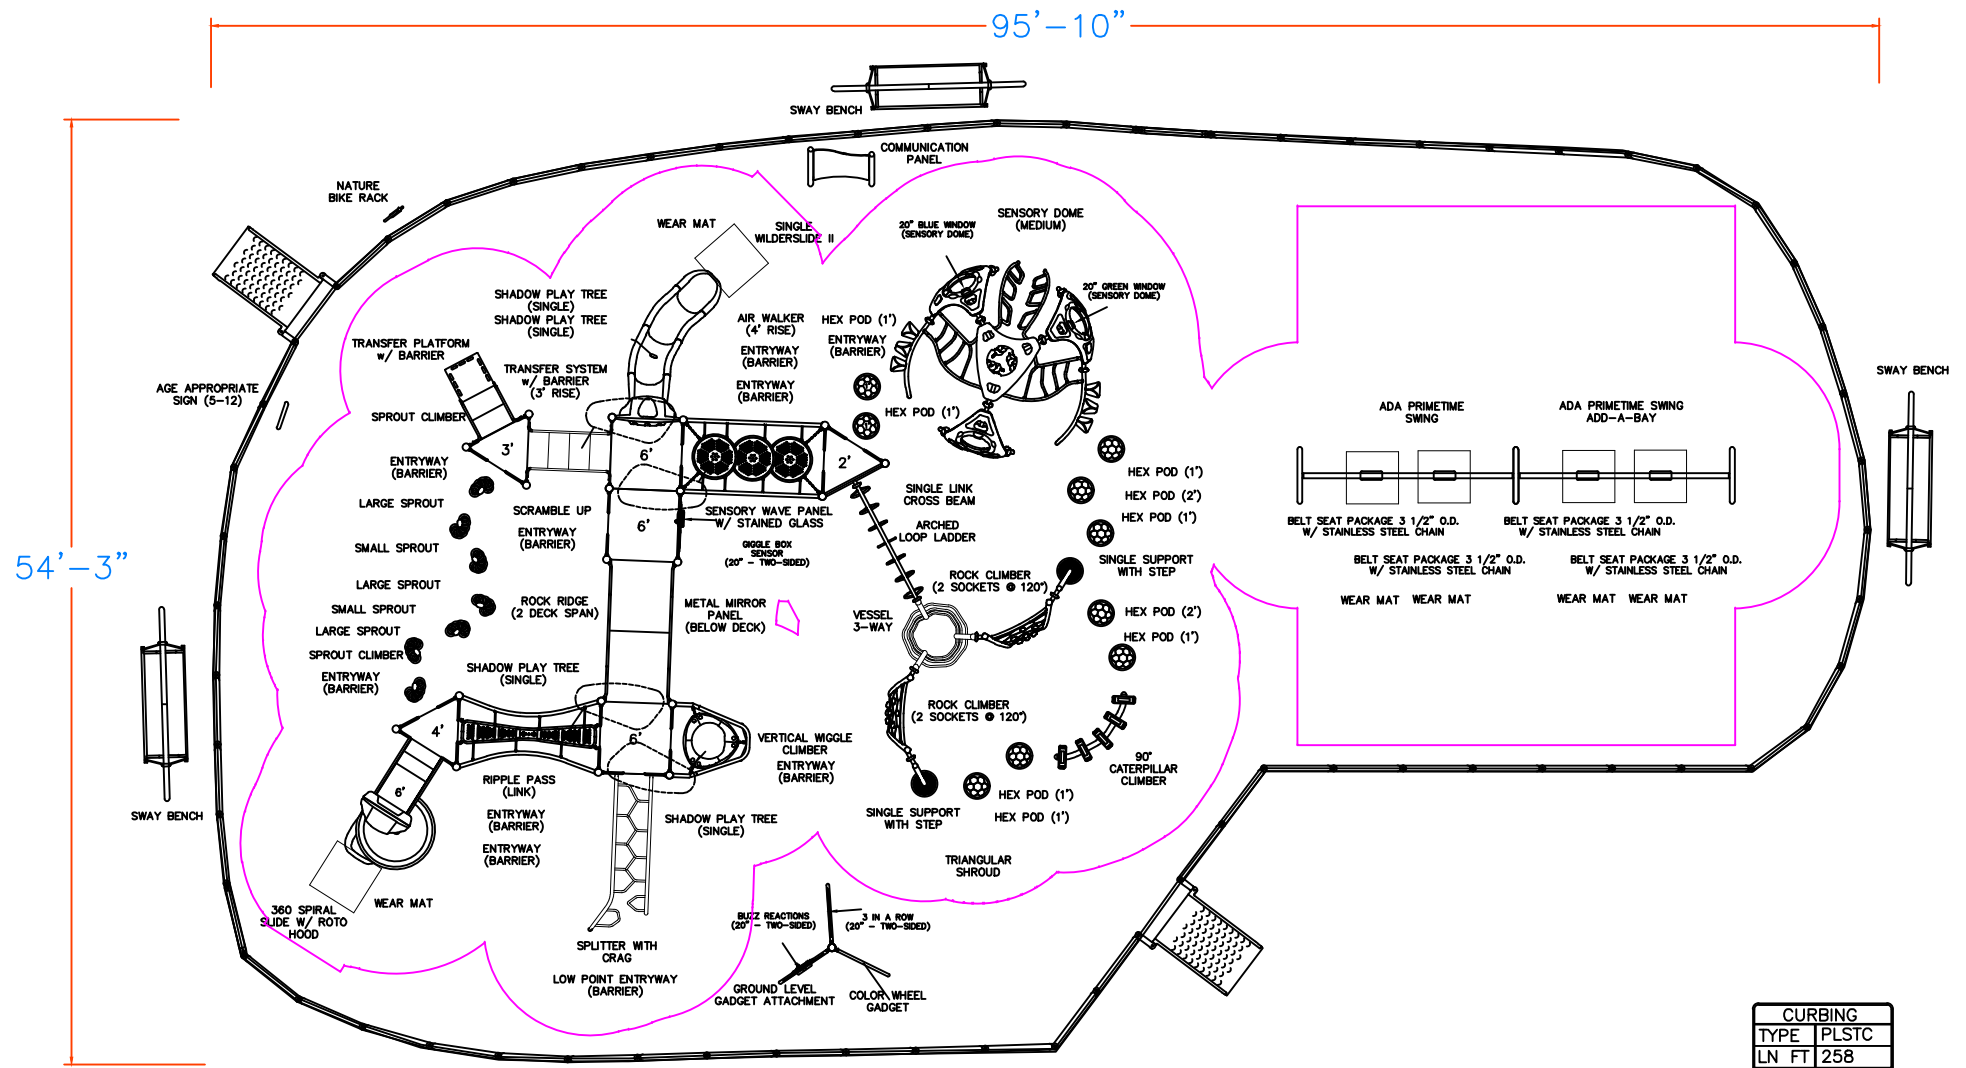 95'-10"
SWAY BENCH
COMMUNICATION
PANEL
NATURE
BIKE RACK
WEAR MAT
SINGLE
WILDERSLIDE II
20" BLUE WINDOW
(SENSORY DOME)
SENSORY DOME
(MEDIUM)
20" GREEN WINDOW
(SENSORY DOME)
SHADOW PLAY TREE
(SINGLE)
SHADOW PLAY TREE
(SINGLE)
AIR WALKER
(4' RISE)
HEX POD (1')
ENTRYWAY
(BARRIER)
ENTRYWAY
(BARRIER)
ENTRYWAY
(BARRIER)
TRANSFER PLATFORM
w/ BARRIER
TRANSFER SYSTEM
w/ BARRIER
(3' RISE)
AGE APPROPRIATE
SIGN (5-12)
SWAY BENCH
SPROUT CLIMBER
HEX POD (1')
ADA PRIMETIME
SWING
ADA PRIMETIME SWING
ADD-A-BAY
3'
6'
2'
ENTRYWAY
(BARRIER)
HEX POD (1')
LARGE SPROUT
SCRAMBLE UP
SENSORY WAVE PANEL
W/ STAINED GLASS
SINGLE LINK
CROSS BEAM
HEX POD (2')
HEX POD (1')
6'
ENTRYWAY
(BARRIER)
ARCHED
LOOP LADDER
BELT SEAT PACKAGE 3 1/2" O.D.
W/ STAINLESS STEEL CHAIN
BELT SEAT PACKAGE 3 1/2" O.D.
W/ STAINLESS STEEL CHAIN
SMALL SPROUT
GIGGLE BOX
SENSOR
(20" - TWO-SIDED)
54'-3"
BELT SEAT PACKAGE 3 1/2" O.D.
W/ STAINLESS STEEL CHAIN
BELT SEAT PACKAGE 3 1/2" O.D.
W/ STAINLESS STEEL CHAIN
SINGLE SUPPORT
WITH STEP
LARGE SPROUT
ROCK CLIMBER
(2 SOCKETS @ 120°)
SMALL SPROUT
ROCK RIDGE
(2 DECK SPAN)
METAL MIRROR
PANEL
(BELOW DECK)
VESSEL
3-WAY
HEX POD (2')
WEAR MAT
WEAR MAT
WEAR MAT
WEAR MAT
LARGE SPROUT
HEX POD (1')
SPROUT CLIMBER
SHADOW PLAY TREE
(SINGLE)
ENTRYWAY
(BARRIER)
ROCK CLIMBER
(2 SOCKETS @ 120°)
4'
6'
VERTICAL WIGGLE
CLIMBER
ENTRYWAY
(BARRIER)
90°
CATERPILLAR
CLIMBER
6'
RIPPLE PASS
(LINK)
HEX POD (1')
SWAY BENCH
ENTRYWAY
(BARRIER)
SHADOW PLAY TREE
(SINGLE)
SINGLE SUPPORT
WITH STEP
HEX POD (1')
ENTRYWAY
(BARRIER)
TRIANGULAR
SHROUD
WEAR MAT
360 SPIRAL
SLIDE W/ ROTO
HOOD
BUZZ REACTIONS
(20" - TWO-SIDED)
3 IN A ROW
(20" - TWO-SIDED)
SPLITTER WITH
CRAG
LOW POINT ENTRYWAY
(BARRIER)
GROUND LEVEL
GADGET ATTACHMENT
COLOR WHEEL
GADGET
CURBING
TYPE PLSTC
LN FT 258